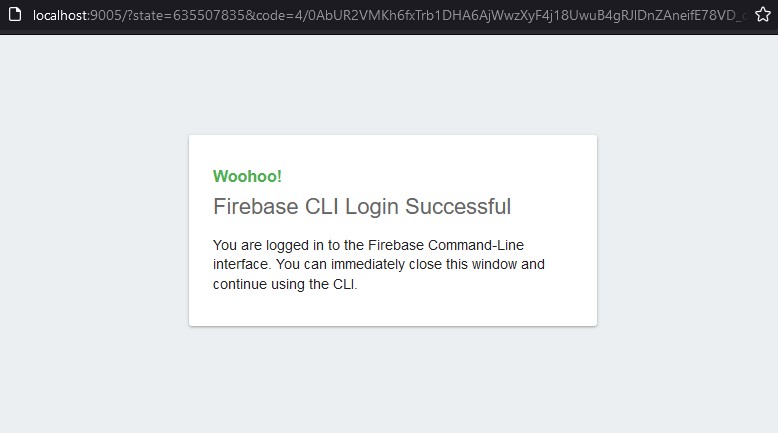 localhost:9005/?state=635507835&code=4/0AbUR2VMKh6fxTrb1DHA6AjWwzXyF4j18UwuB4gRJlDnZAneifE78VD_
Woohoo!
Firebase CLI Login Successful
You are logged in to the Firebase Command-Line
interface. You can immediately close this window and
continue using the CLI.